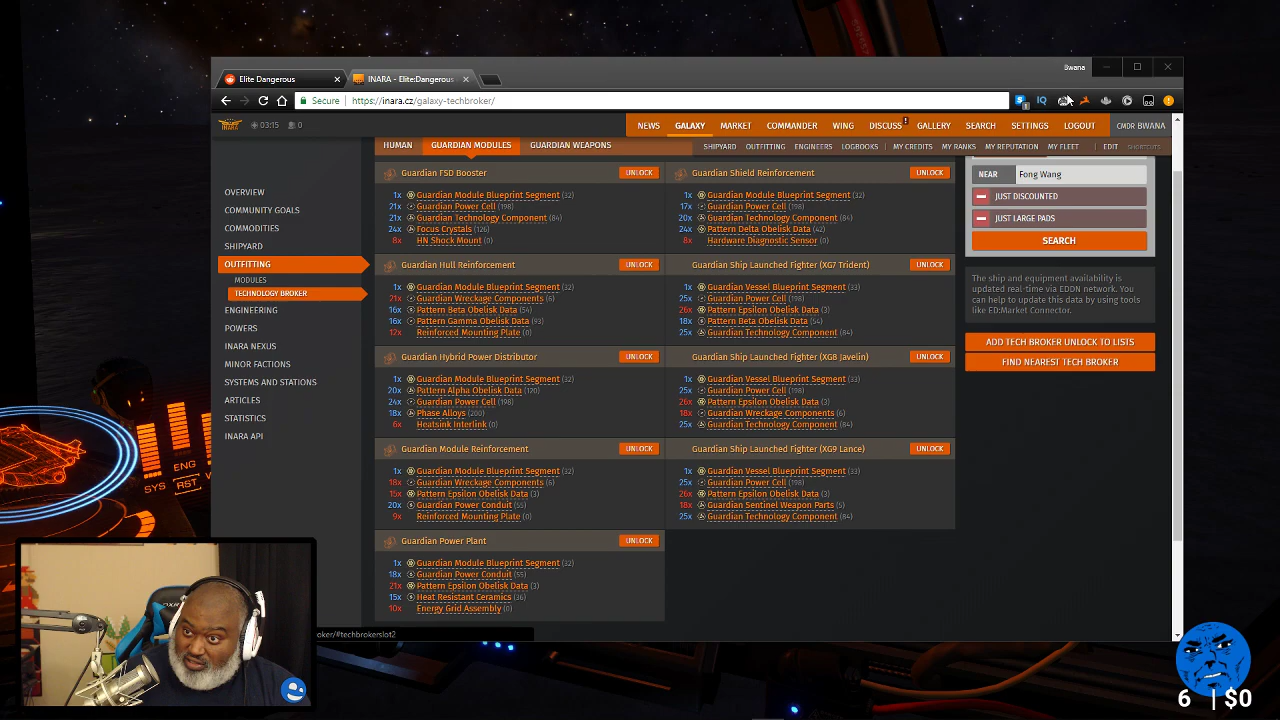 Bwana
Elite Dangerous
INARA - Elite:Dangerous
Secure | https://inara.cz/galaxy-techbroker/
INARA
03:15 0
NEWS GALAXY MARKET COMMANDER WING DISCUSS GALLERY SEARCH SETTINGS LOGOUT CMDR BWANA
HUMAN GUARDIAN MODULES GUARDIAN WEAPONS
SHIPYARD OUTFITTING ENGINEERS LOGBOOKS MY CREDITS MY RANKS MY REPUTATION MY FLEET EDIT SHORTCUTS
OVERVIEW
COMMUNITY GOALS
COMMODITIES
SHIPYARD
OUTFITTING
MODULES
TECHNOLOGY BROKER
ENGINEERING
POWERS
INARA NEXUS
MINOR FACTIONS
SYSTEMS AND STATIONS
ARTICLES
STATISTICS
INARA API
Guardian FSD Booster UNLOCK
1x Guardian Module Blueprint Segment (32)
21x Guardian Power Cell (198)
21x Guardian Technology Component (84)
24x Focus Crystals (126)
8x HN Shock Mount (0)
Guardian Shield Reinforcement UNLOCK
1x Guardian Module Blueprint Segment (32)
17x Guardian Power Cell (198)
20x Guardian Technology Component (84)
24x Pattern Delta Obelisk Data (42)
8x Hardware Diagnostic Sensor (0)
Guardian Hull Reinforcement UNLOCK
1x Guardian Module Blueprint Segment (32)
21x Guardian Wreckage Components (6)
16x Pattern Beta Obelisk Data (54)
16x Pattern Gamma Obelisk Data (93)
12x Reinforced Mounting Plate (0)
Guardian Ship Launched Fighter (XG7 Trident) UNLOCK
1x Guardian Vessel Blueprint Segment (33)
25x Guardian Power Cell (198)
26x Pattern Epsilon Obelisk Data (3)
18x Pattern Beta Obelisk Data (54)
25x Guardian Technology Component (84)
Guardian Hybrid Power Distributor UNLOCK
1x Guardian Module Blueprint Segment (32)
20x Pattern Alpha Obelisk Data (120)
24x Guardian Power Cell (198)
18x Phase Alloys (200)
6x Heatsink Interlink (0)
Guardian Ship Launched Fighter (XG8 Javelin) UNLOCK
1x Guardian Vessel Blueprint Segment (33)
25x Guardian Power Cell (198)
26x Pattern Epsilon Obelisk Data (3)
18x Guardian Wreckage Components (6)
25x Guardian Technology Component (84)
Guardian Module Reinforcement UNLOCK
1x Guardian Module Blueprint Segment (32)
18x Guardian Wreckage Components (6)
15x Pattern Epsilon Obelisk Data (3)
20x Guardian Power Conduit (55)
9x Reinforced Mounting Plate (0)
Guardian Ship Launched Fighter (XG9 Lance) UNLOCK
1x Guardian Vessel Blueprint Segment (33)
25x Guardian Power Cell (198)
26x Pattern Epsilon Obelisk Data (3)
18x Guardian Sentinel Weapon Parts (5)
25x Guardian Technology Component (84)
Guardian Power Plant UNLOCK
1x Guardian Module Blueprint Segment (32)
18x Guardian Power Conduit (55)
21x Pattern Epsilon Obelisk Data (3)
15x Heat Resistant Ceramics (36)
10x Energy Grid Assembly (0)
NEAR Fong Wang
JUST DISCOUNTED
JUST LARGE PADS
SEARCH
The ship and equipment availability is
updated real-time via EDDN network. You
can help to update this data by using tools
like ED:Market Connector.
ADD TECH BROKER UNLOCK TO LISTS
FIND NEAREST TECH BROKER
oker/#techbrokerslot2
ENG
SYS RST
6 | $0